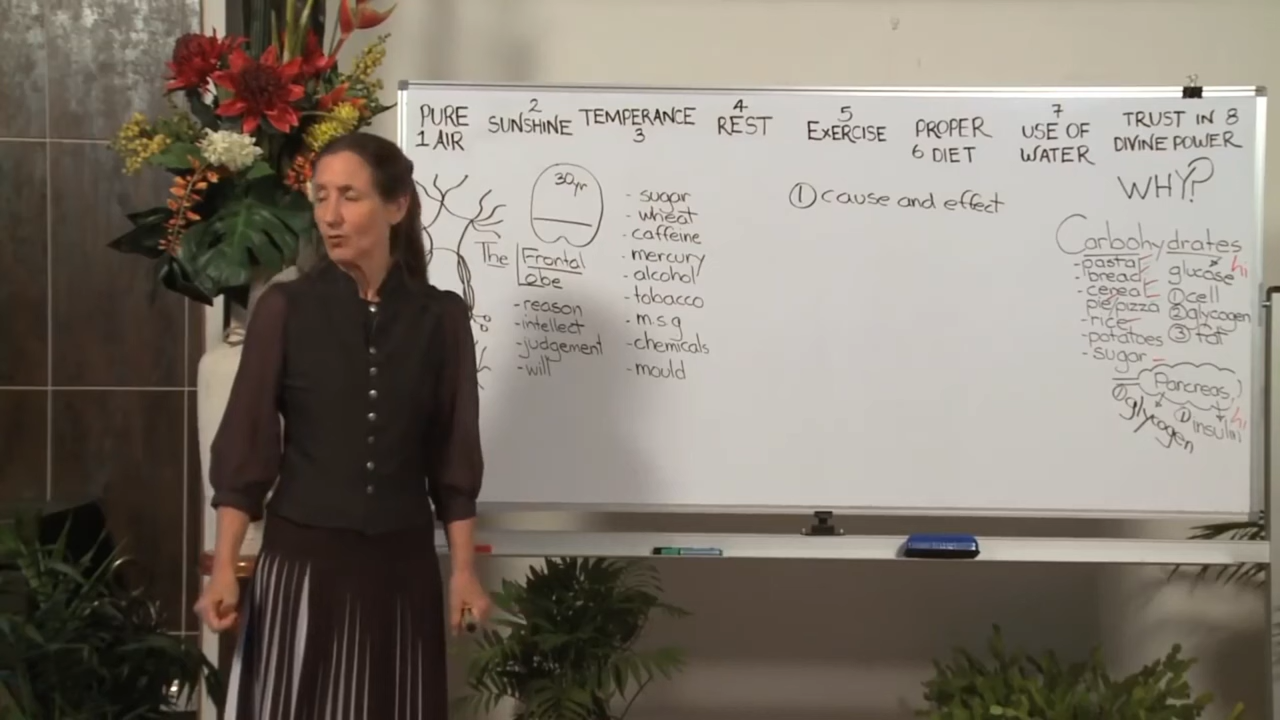 PURE
1 AIR
2
SUNSHINE
TEMPERANCE
3
4
REST
5
EXERCISE
PROPER
6 DIET
7
USE OF
WATER
TRUST IN 8
DIVINE POWER
WHY?
30yr
The Frontal
Lobe
-reason
-intellect
-judgement
-will
- sugar
- wheat
- caffeine
- mercury
- alcohol
- tobacco
- m.s.g
- chemicals
- mould
① cause and effect
Carbohydrates
- pasta
- bread
- cereal
pie/pizza
- rice
- potatoes
- sugar
glucose hi
① cell
② glycogen
③ fat
Pancreas
① glycogen
① insulin hi